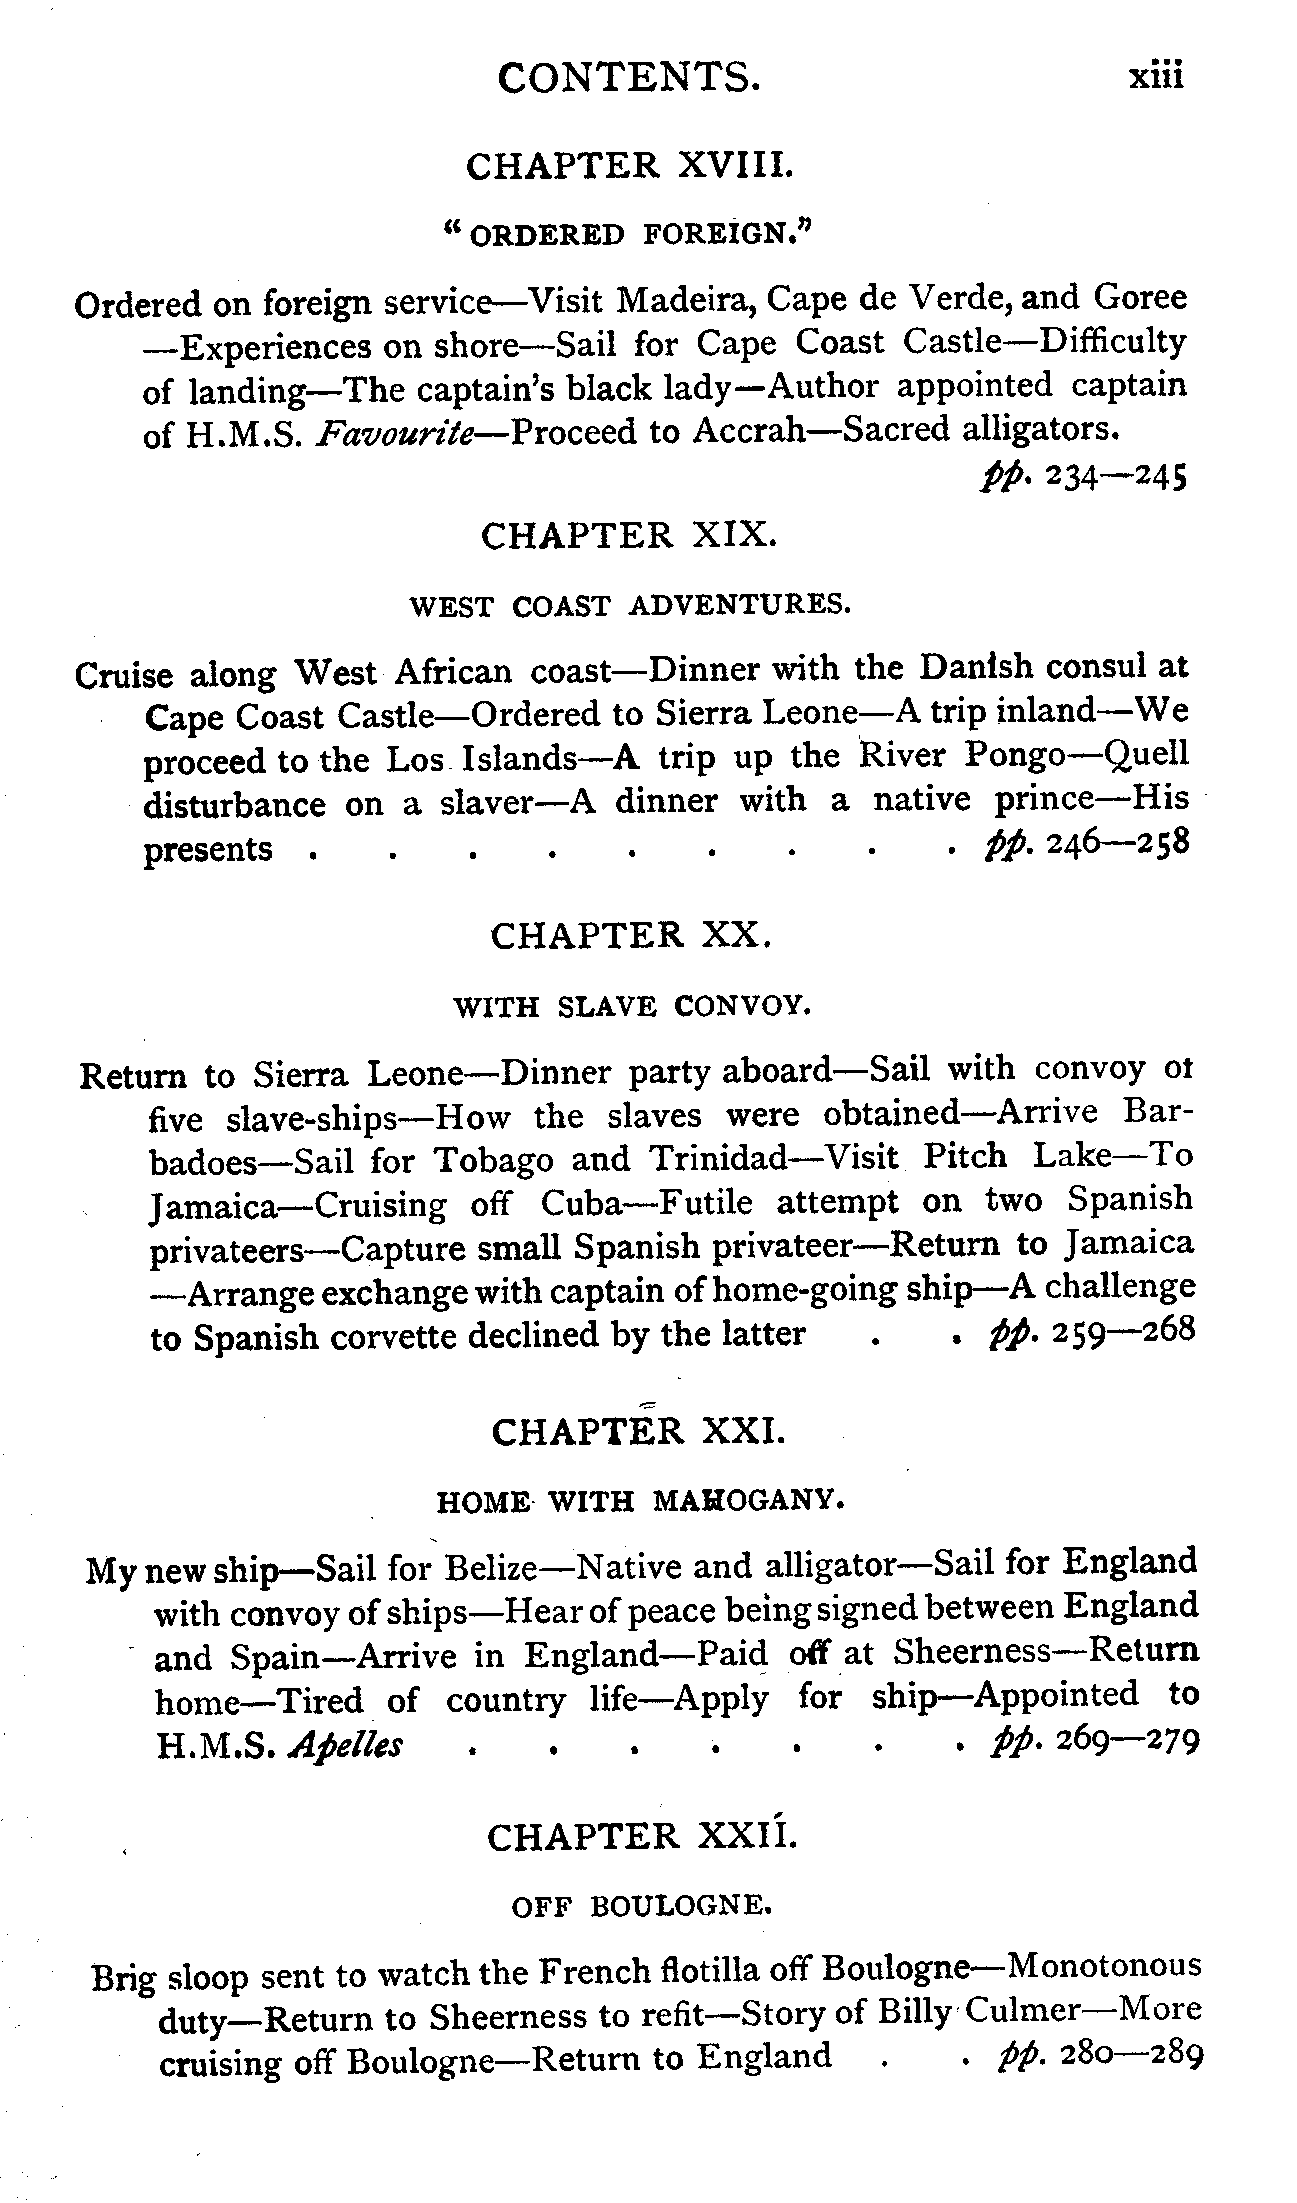 CONTENTS. xiii
CHAPTER XVIII.
“ORDERED FOREIGN.”
Ordered on foreign service—Visit Madeira, Cape de Verde, and Goree
—Experiences on shore—Sail for Cape Coast Castle—Difficulty
of landing—The captain's black lady—Author appointed captain
of H.M.S. Favourite—Proceed to Accrah—Sacred alligators.
pp. 234—245
CHAPTER XIX.
WEST COAST ADVENTURES.
Cruise along West African coast—Dinner with the Danish consul at
Cape Coast Castle—Ordered to Sierra Leone—A trip inland—We
proceed to the Los Islands—A trip up the River Pongo—Quell
disturbance on a slaver—A dinner with a native prince—His
presents . . . . . . . . . pp. 246—258
CHAPTER XX.
WITH SLAVE CONVOY.
Return to Sierra Leone—Dinner party aboard—Sail with convoy of
five slave-ships—How the slaves were obtained—Arrive Bar-
badoes—Sail for Tobago and Trinidad—Visit Pitch Lake—To
Jamaica—Cruising off Cuba—Futile attempt on two Spanish
privateers—Capture small Spanish privateer—Return to Jamaica
—Arrange exchange with captain of home-going ship—A challenge
to Spanish corvette declined by the latter . . pp. 259—268
CHAPTER XXI.
HOME WITH MAHOGANY.
My new ship—Sail for Belize—Native and alligator—Sail for England
with convoy of ships—Hear of peace being signed between England
and Spain—Arrive in England—Paid off at Sheerness—Return
home—Tired of country life—Apply for ship—Appointed to
H.M.S. Apelles . . . . . . . pp. 269—279
CHAPTER XXII.
OFF BOULOGNE.
Brig sloop sent to watch the French flotilla off Boulogne—Monotonous
duty—Return to Sheerness to refit—Story of Billy Culmer—More
cruising off Boulogne—Return to England . . pp. 280—289